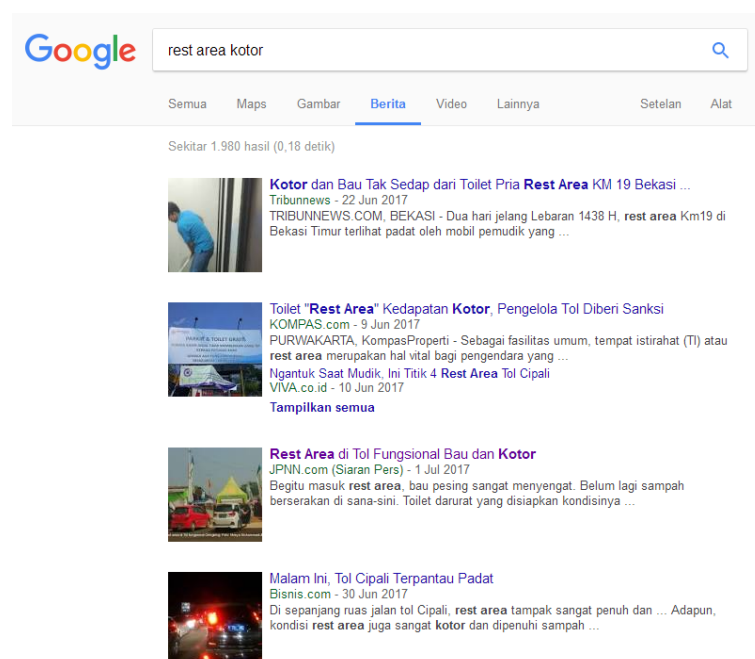 Google
rest area kotor
Semua Maps Gambar Berita Video Lainnya Setelan Alat
Sekitar 1.980 hasil (0,18 detik)
Kotor dan Bau Tak Sedap dari Toilet Pria Rest Area KM 19 Bekasi ...
Tribunnews - 22 Jun 2017
TRIBUNNEWS.COM, BEKASI - Dua hari jelang Lebaran 1438 H, rest area Km19 di
Bekasi Timur terlihat padat oleh mobil pemudik yang ...
Toilet "Rest Area" Kedapatan Kotor, Pengelola Tol Diberi Sanksi
KOMPAS.com - 9 Jun 2017
PURWAKARTA, KompasProperti - Sebagai fasilitas umum, tempat istirahat (TI) atau
rest area merupakan hal vital bagi pengendara yang ...
Ngantuk Saat Mudik, Ini Titik 4 Rest Area Tol Cipali
VIVA.co.id - 10 Jun 2017
Tampilkan semua
PARKIR & TOILET GRATIS
Rest Area di Tol Fungsional Bau dan Kotor
JPNN.com (Siaran Pers) - 1 Jul 2017
Begitu masuk rest area, bau pesing sangat menyengat. Belum lagi sampah
berserakan di sana-sini. Toilet darurat yang disiapkan kondisinya ...
Malam Ini, Tol Cipali Terpantau Padat
Bisnis.com - 30 Jun 2017
Di sepanjang ruas jalan tol Cipali, rest area tampak sangat penuh dan ... Adapun,
kondisi rest area juga sangat kotor dan dipenuhi sampah ...